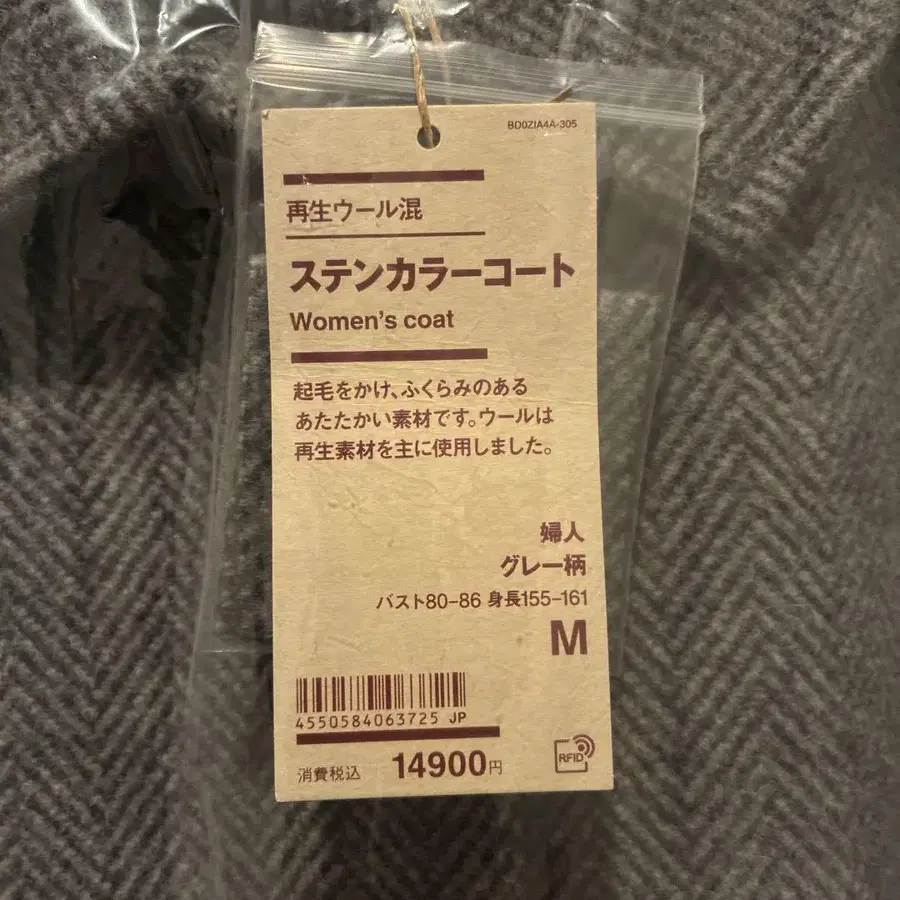 BD0ZIA4A-305
再生ウール混
ステンカラーコート
Women's coat
起毛をかけ、ふくらみのある
あたたかい素材です。ウールは
再生素材を主に使用しました。
婦人
グレー柄
バスト80-86 身長155-161
M
4550584063725 JP
消費税込 14900円
RFID